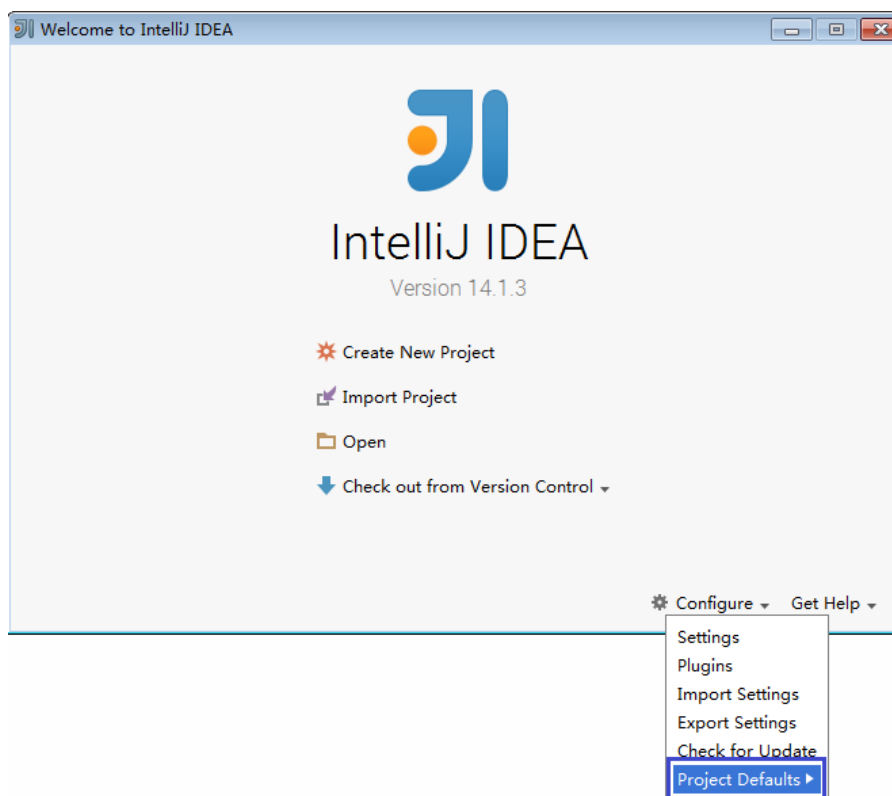 Welcome to IntelliJ IDEA
IntelliJ IDEA
Version 14.1.3
Create New Project
Import Project
Open
Check out from Version Control
Configure Get Help
Settings
Plugins
Import Settings
Export Settings
Check for Update
Project Defaults